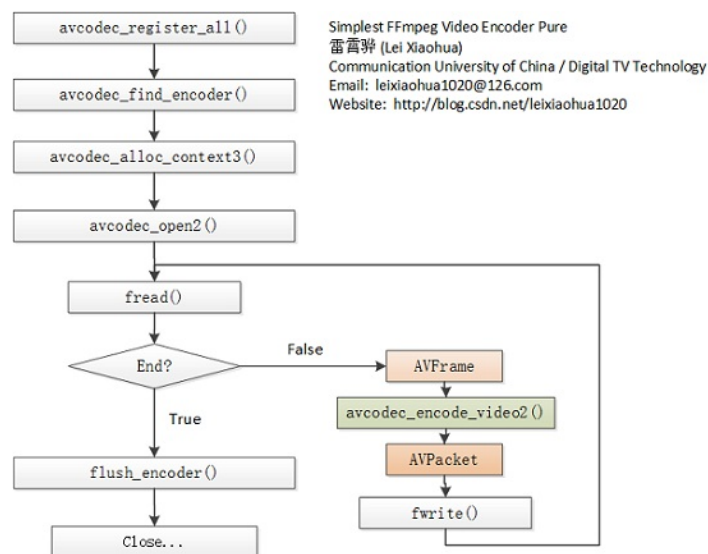 Simplest FFmpeg Video Encoder Pure
雷霄骅 (Lei Xiaohua)
Communication University of China / Digital TV Technology
Email: leixiaohua1020@126.com
Website: http://blog.csdn.net/leixiaohua1020
avcodec_register_all()
avcodec_find_encoder()
avcodec_alloc_context3()
avcodec_open2()
fread()
End?
False
AVFrame
avcodec_encode_video2()
AVPacket
fwrite()
True
flush_encoder()
Close...